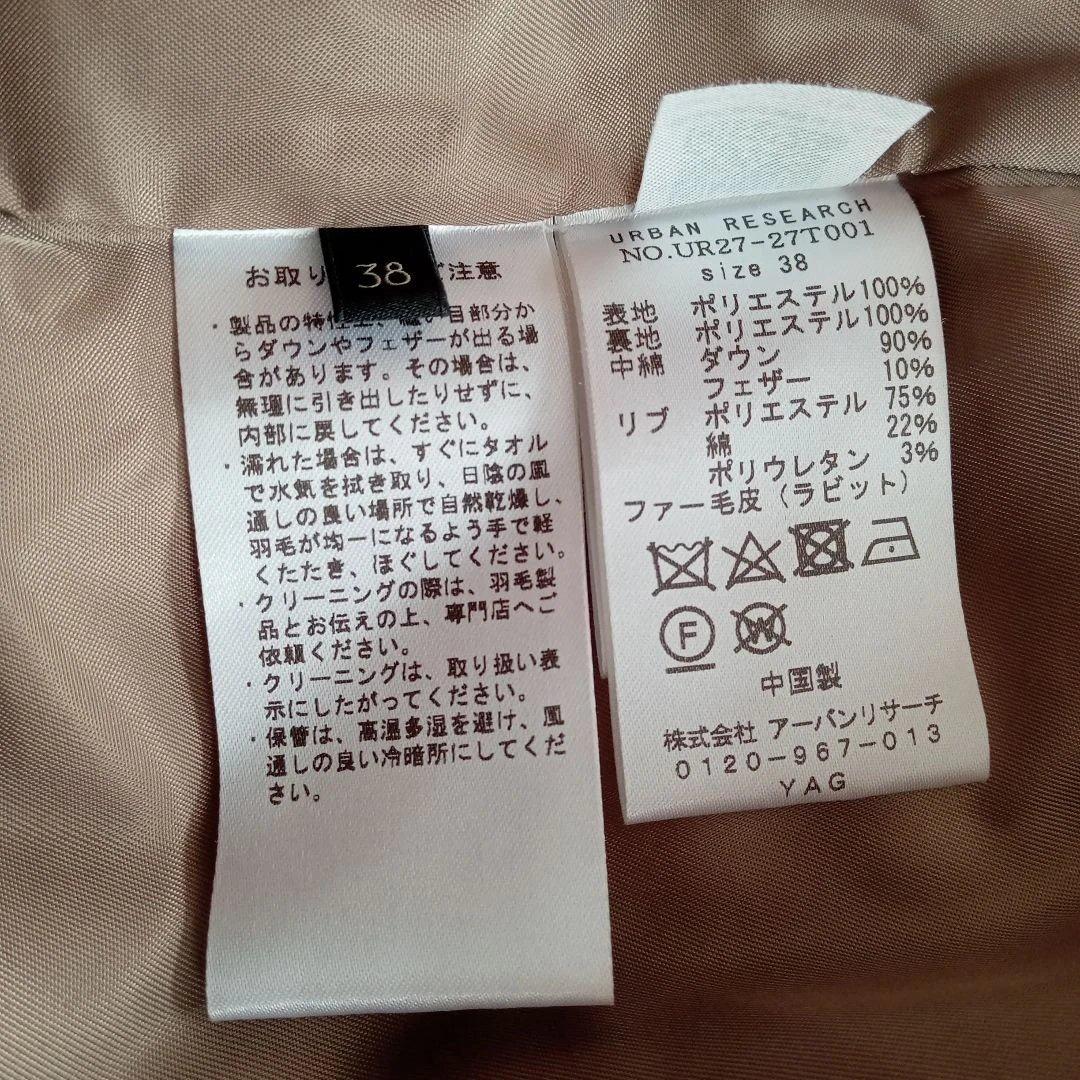 38
お取り 注意
・製品の特性上、縫い目部分か
らダウンやフェザーが出る場
合があります。その場合は、
無理に引き出したりせずに、
内部に戻してください。
・濡れた場合は、すぐにタオル
で水気を拭き取り、日陰の風
通しの良い場所で自然乾燥し、
羽毛が均一になるよう手で軽
くたたき、ほぐしてください。
・クリーニングの際は、羽毛製
品とお伝えの上、専門店へご
依頼ください。
・クリーニングは、取り扱い表
示にしたがってください。
・保管は、高温多湿を避け、風
通しの良い冷暗所にしてくだ
さい。
URBAN RESEARCH
NO.UR27-27T001
size 38
表地 ポリエステル100%
裏地 ポリエステル100%
中綿 ダウン 90%
フェザー 10%
リブ ポリエステル 75%
綿 22%
ポリウレタン 3%
ファー毛皮(ラビット)
F W
中国製
株式会社 アーバンリサーチ
0120-967-013
YAG